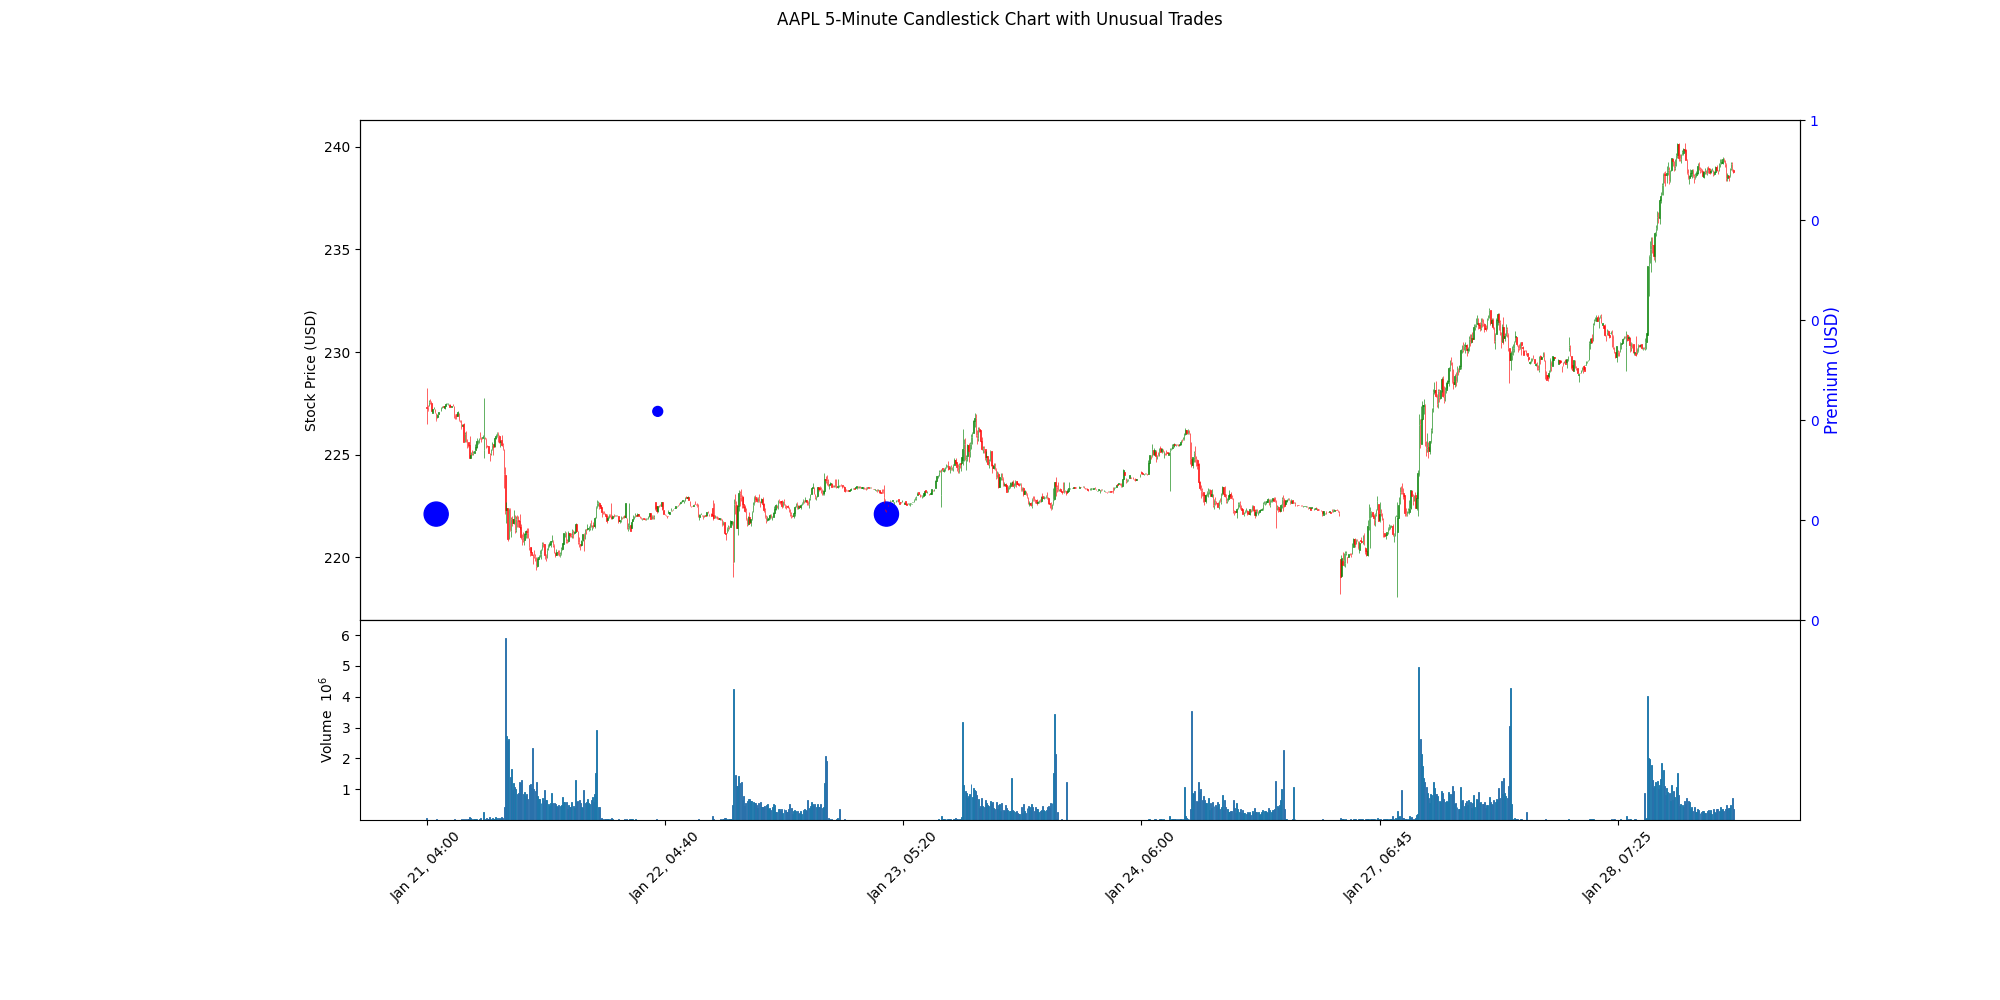 AAPL 5-Minute Candlestick Chart with Unusual Trades
Stock Price (USD)
240
235
230
225
220
1
0
0
0
0
0
Premium (USD)
Volume 10^6
6
5
4
3
2
1
Jan 21, 04:00
Jan 22, 04:40
Jan 23, 05:20
Jan 24, 06:00
Jan 27, 06:45
Jan 28, 07:25